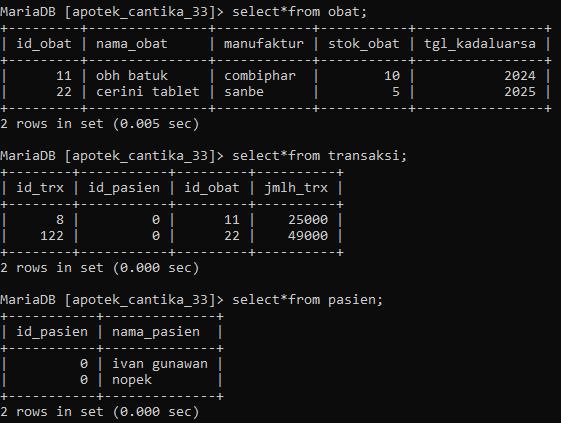 MariaDB [apotek_cantika_33]> select*from obat;
+---------+---------------+------------+-----------+----------------+
| id_obat | nama_obat     | manufaktur | stok_obat | tgl_kadaluarsa |
+---------+---------------+------------+-----------+----------------+
|      11 | obh batuk     | combiphar  |        10 |           2024 |
|      22 | cerini tablet | sanbe      |         5 |           2025 |
+---------+---------------+------------+-----------+----------------+
2 rows in set (0.005 sec)
MariaDB [apotek_cantika_33]> select*from transaksi;
+--------+-----------+---------+----------+
| id_trx | id_pasien | id_obat | jmlh_trx |
+--------+-----------+---------+----------+
|      8 |         0 |      11 |    25000 |
|    122 |         0 |      22 |    49000 |
+--------+-----------+---------+----------+
2 rows in set (0.000 sec)
MariaDB [apotek_cantika_33]> select*from pasien;
+-----------+--------------+
| id_pasien | nama_pasien  |
+-----------+--------------+
|         0 | ivan gunawan |
|         0 | nopek        |
+-----------+--------------+
2 rows in set (0.000 sec)